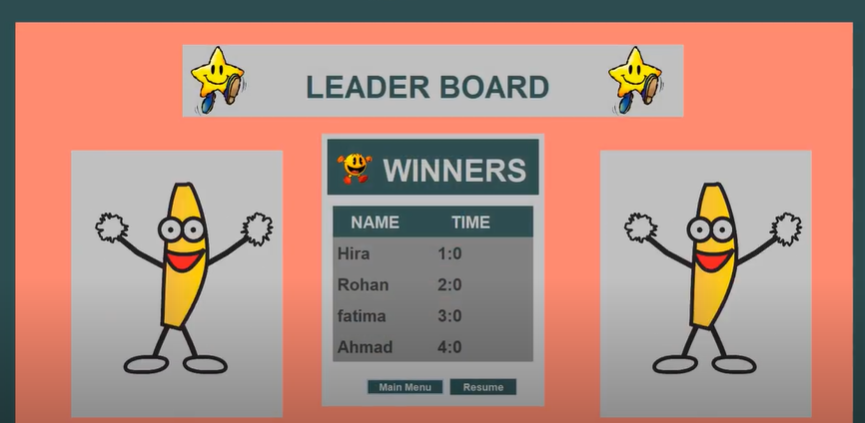 LEADER BOARD
WINNERS
NAME TIME
Hira 1:0
Rohan 2:0
fatima 3:0
Ahmad 4:0
Main Menu Resume